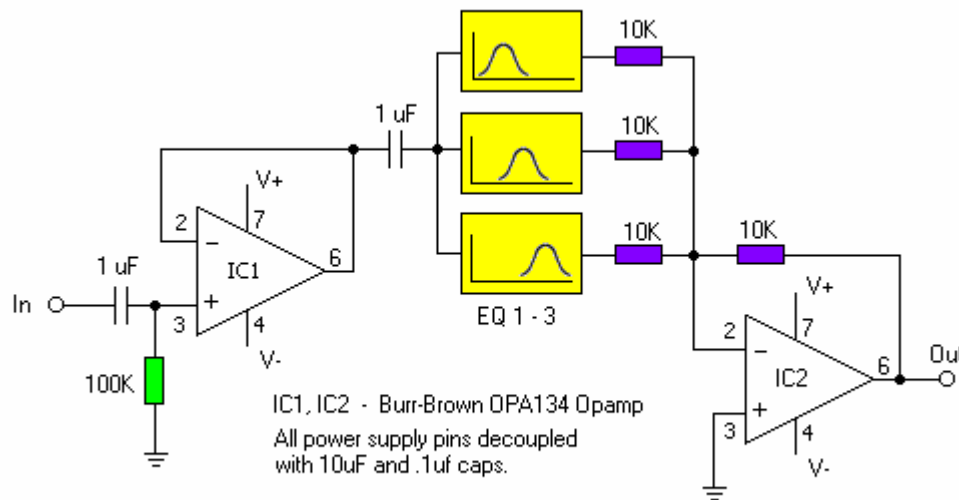 10K
1 uF
10K
V+
2
7
10K
10K
1 uF
6
IC1
In
EQ 1 - 3
V+
3
4
2
7
V-
6
Out
100K
IC2
IC1, IC2 - Burr-Brown OPA134 Opamp
3
4
All power supply pins decoupled
with 10uF and .1uf caps.
V-